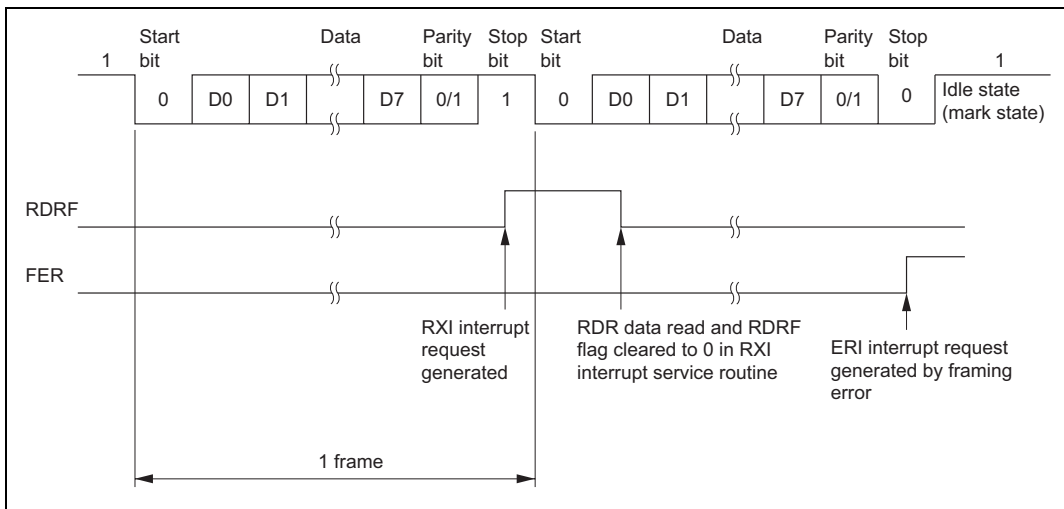 1
Start
bit
Data
Parity
bit
Stop
bit
Start
bit
Data
Parity
bit
Stop
bit
1
0 D0 D1 D7 0/1 1 0 D0 D1 D7 0/1 0 Idle state
(mark state)
RDRF
FER
RXI interrupt
request
generated
RDR data read and RDRF
flag cleared to 0 in RXI
interrupt service routine
ERI interrupt request
generated by framing
error
1 frame